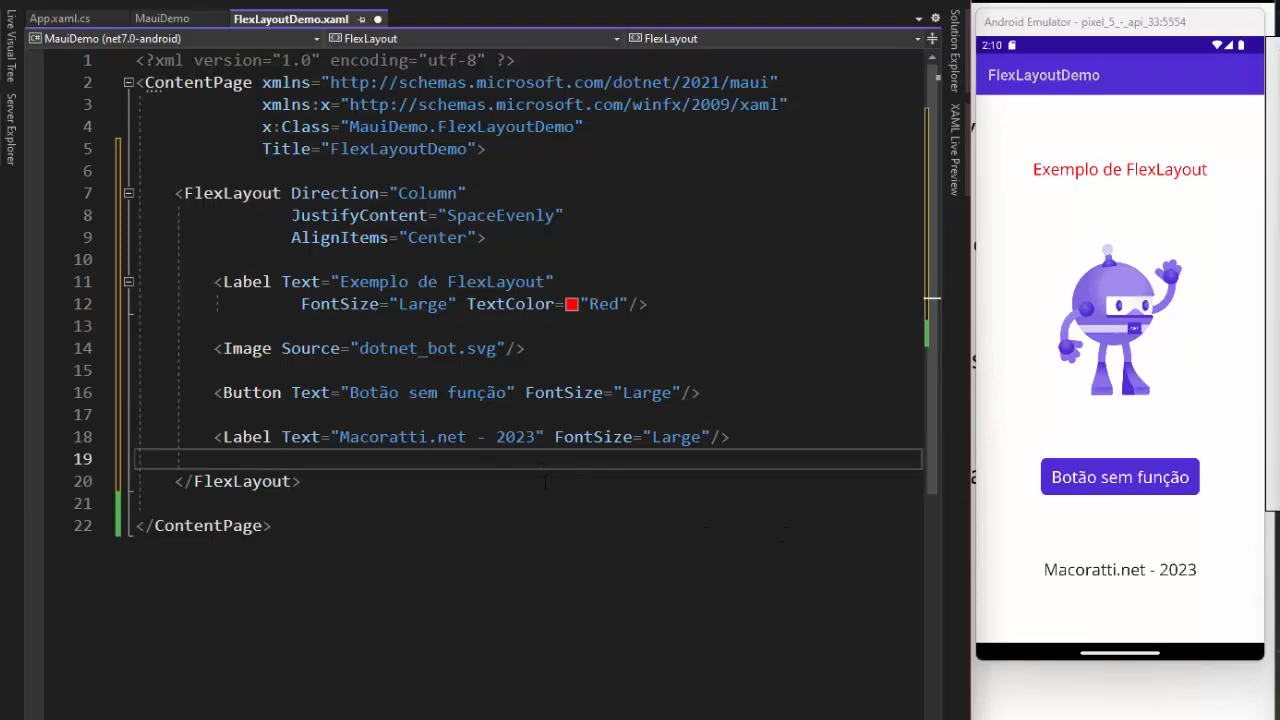 App.xaml.cs
MauiDemo
FlexLayoutDemo.xaml
MauiDemo (net7.0-android)
FlexLayout
FlexLayout
Live Visual Tree
Server Explorer
1 <?xml version="1.0" encoding="utf-8" ?>
2 <ContentPage xmlns="http://schemas.microsoft.com/dotnet/2021/maui"
3 xmlns:x="http://schemas.microsoft.com/winfx/2009/xaml"
4 x:Class="MauiDemo.FlexLayoutDemo"
5 Title="FlexLayoutDemo">
6
7 <FlexLayout Direction="Column"
8 JustifyContent="SpaceEvenly"
9 AlignItems="Center">
10
11 <Label Text="Exemplo de FlexLayout"
12 FontSize="Large" TextColor="Red"/>
13
14 <Image Source="dotnet_bot.svg"/>
15
16 <Button Text="Botão sem função" FontSize="Large"/>
17
18 <Label Text="Macoratti.net - 2023" FontSize="Large"/>
19
20 </FlexLayout>
21
22 </ContentPage>
Solution Explorer
XAML Live Preview
Android Emulator - pixel_5_-_api_33:5554
2:10
FlexLayoutDemo
Exemplo de FlexLayout
Botão sem função
Macoratti.net - 2023